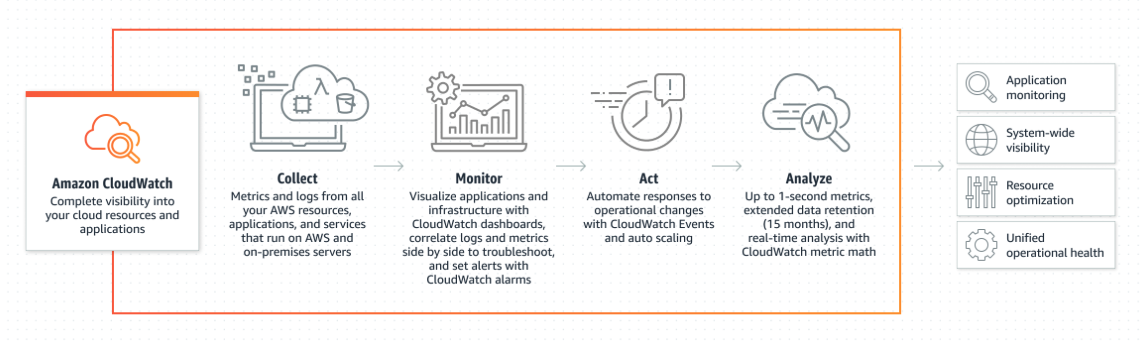 Amazon CloudWatch
Complete visibility into
your cloud resources and
applications
Collect
Metrics and logs from all
your AWS resources,
applications, and services
that run on AWS and
on-premises servers
Monitor
Visualize applications and
infrastructure with
CloudWatch dashboards,
correlate logs and metrics
side by side to troubleshoot,
and set alerts with
CloudWatch alarms
Act
Automate responses to
operational changes
with CloudWatch Events
and auto scaling
Analyze
Up to 1-second metrics,
extended data retention
(15 months), and
real-time analysis with
CloudWatch metric math
Application
monitoring
System-wide
visibility
Resource
optimization
Unified
operational health